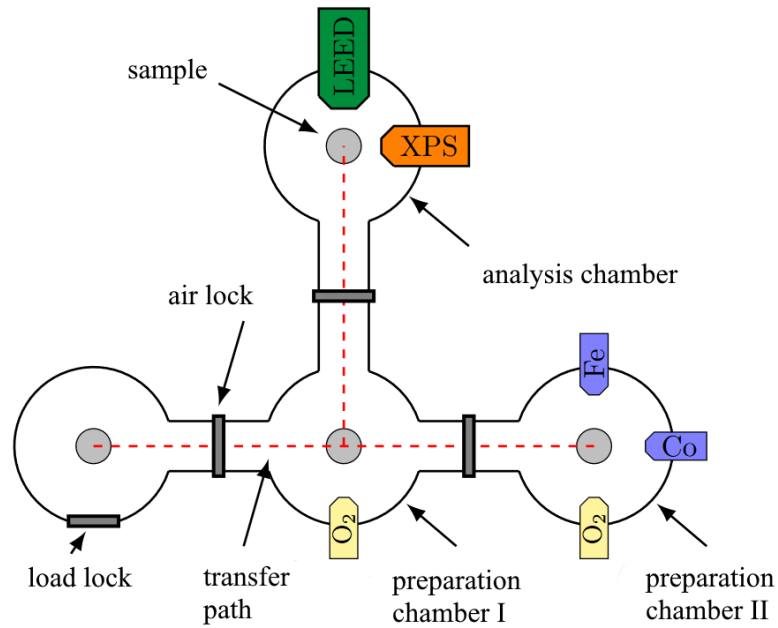 LEED
sample
XPS
analysis chamber
air lock
Fe
Co
O₂
O₂
load lock
transfer
path
preparation
chamber I
preparation
chamber II